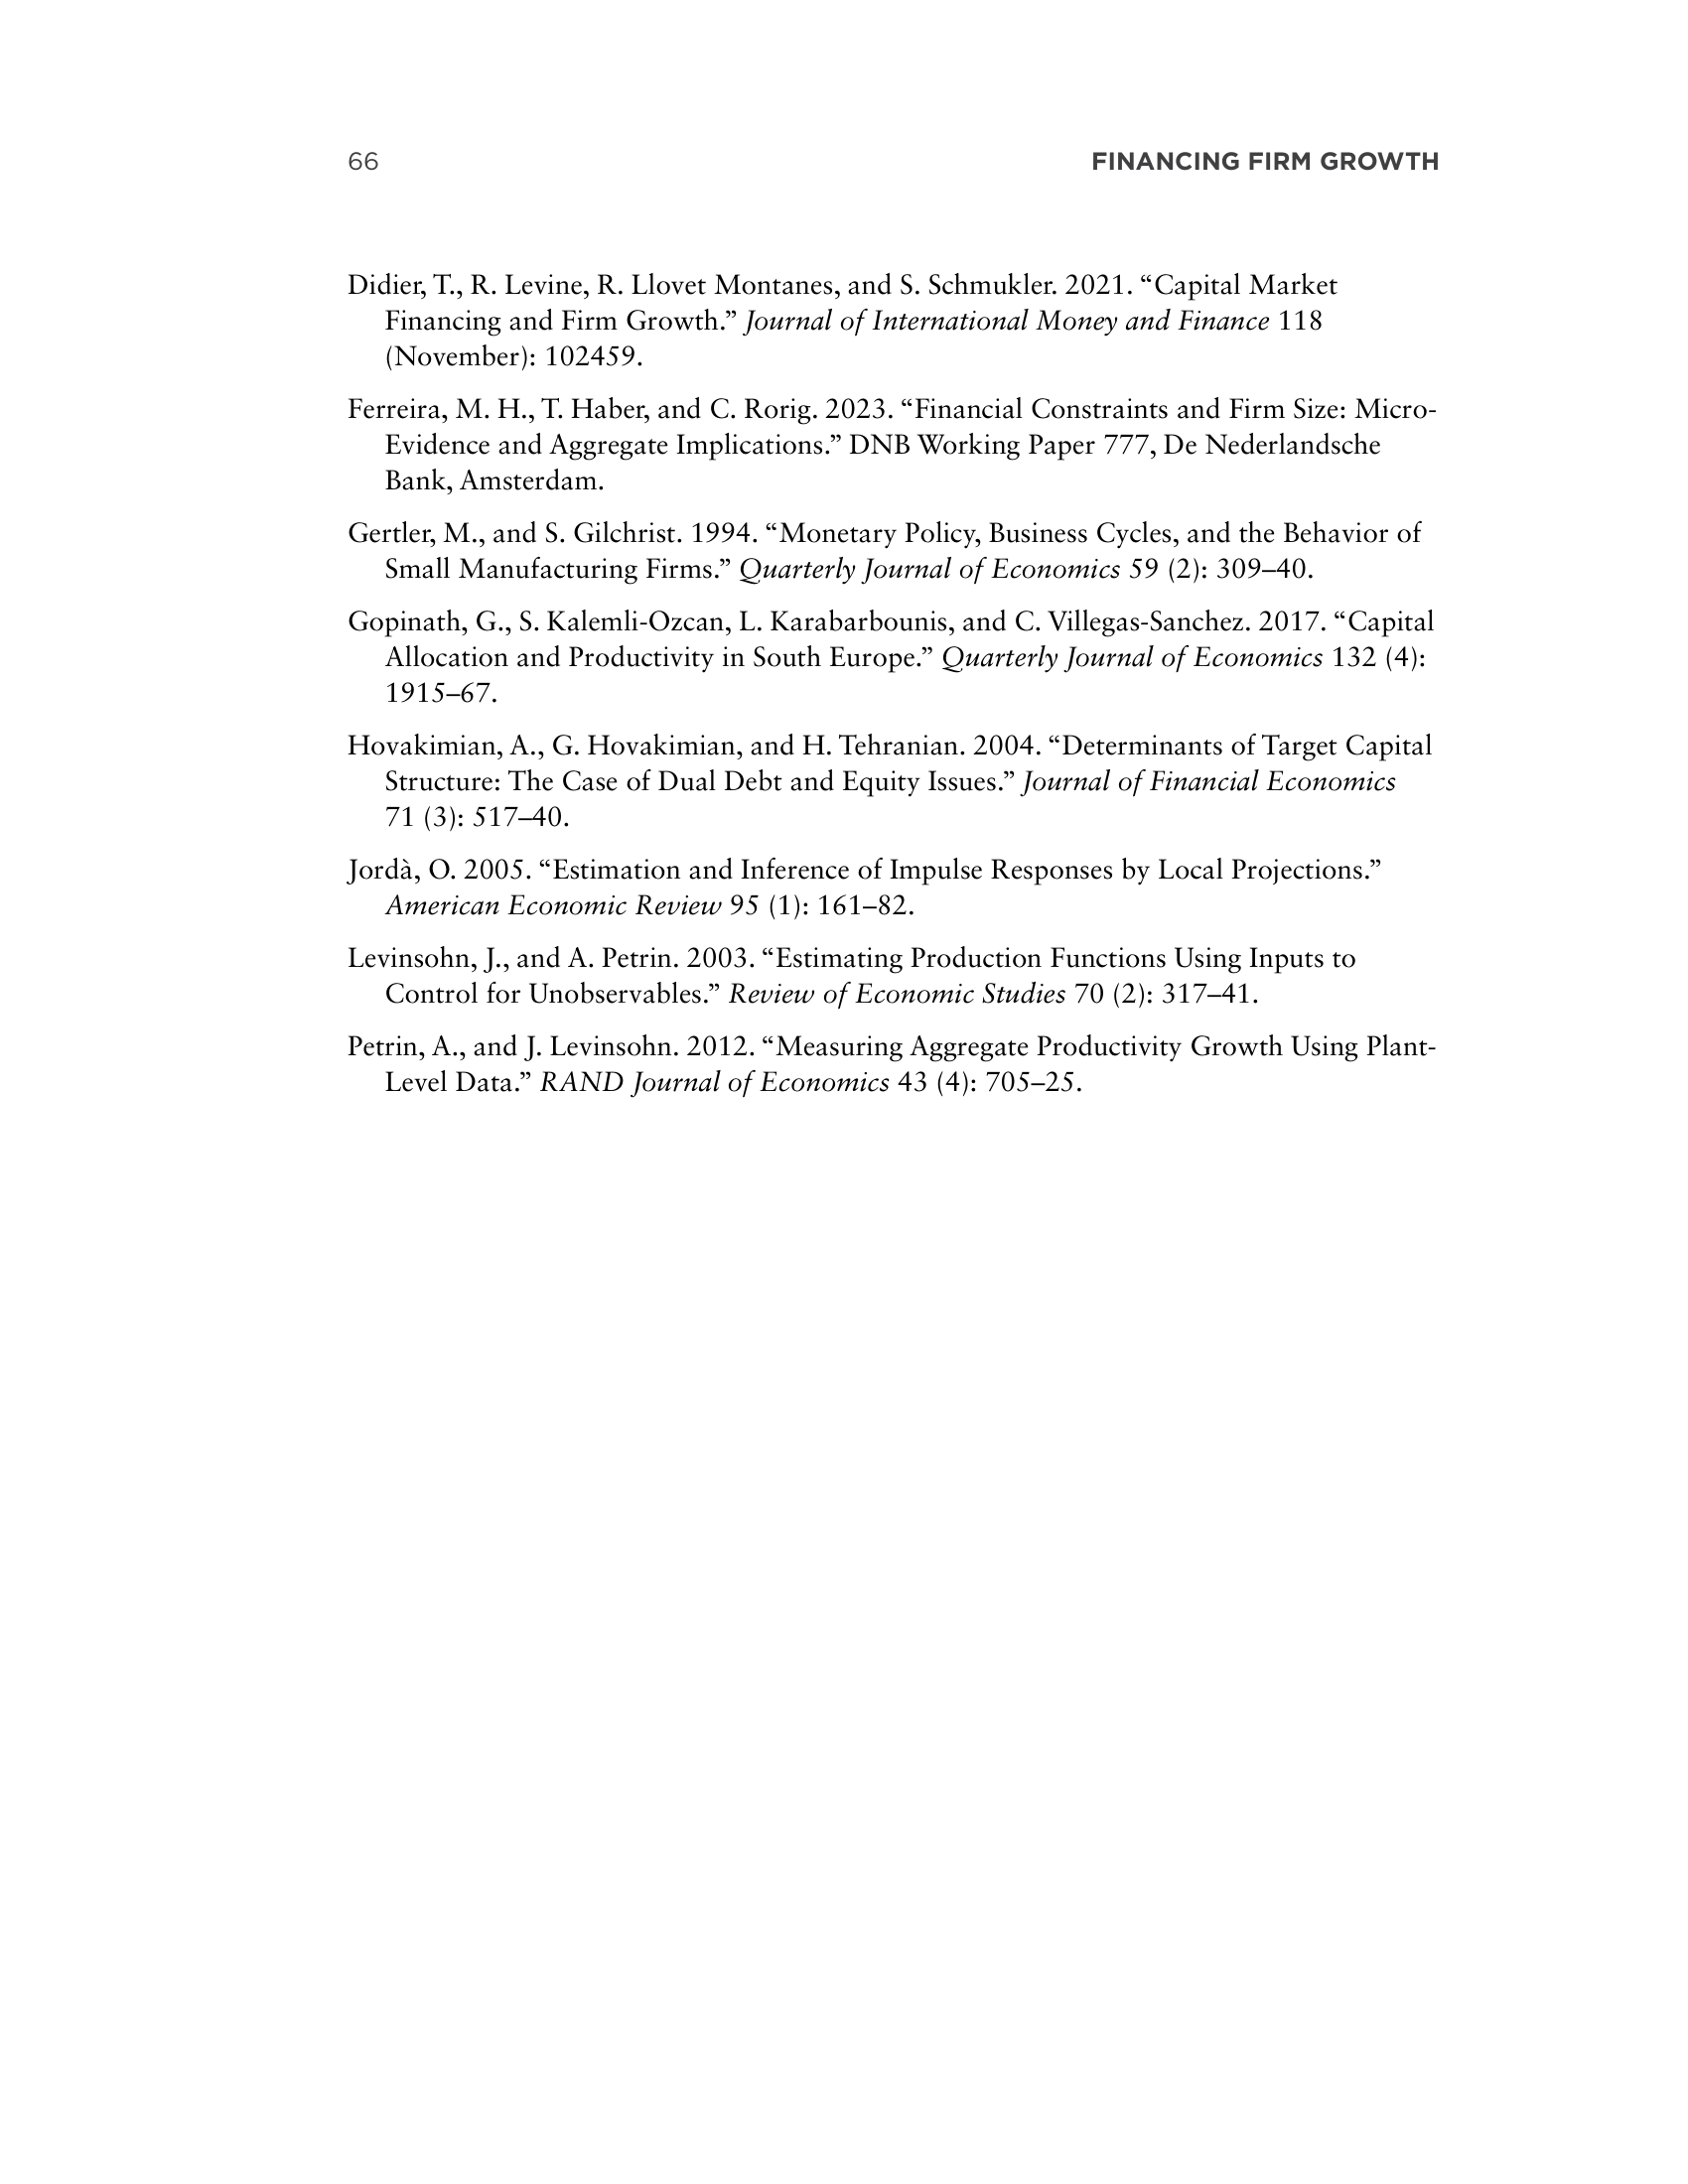 66
FINANCING FIRM GROWTH
Didier, T., R. Levine, R. Llovet Montanes, and S. Schmukler. 2021. “Capital Market
Financing and Firm Growth.” Journal of International Money and Finance 118
(November): 102459.
Ferreira, M. H., T. Haber, and C. Rorig. 2023. “Financial Constraints and Firm Size: Micro-
Evidence and Aggregate Implications.” DNB Working Paper 777, De Nederlandsche
Bank, Amsterdam.
Gertler, M., and S. Gilchrist. 1994. “Monetary Policy, Business Cycles, and the Behavior of
Small Manufacturing Firms.” Quarterly Journal of Economics 59 (2): 309–40.
Gopinath, G., S. Kalemli-Ozcan, L. Karabarbounis, and C. Villegas-Sanchez. 2017. “Capital
Allocation and Productivity in South Europe.” Quarterly Journal of Economics 132 (4):
1915–67.
Hovakimian, A., G. Hovakimian, and H. Tehranian. 2004. “Determinants of Target Capital
Structure: The Case of Dual Debt and Equity Issues.” Journal of Financial Economics
71 (3): 517–40.
Jordà, O. 2005. “Estimation and Inference of Impulse Responses by Local Projections.”
American Economic Review 95 (1): 161–82.
Levinsohn, J., and A. Petrin. 2003. “Estimating Production Functions Using Inputs to
Control for Unobservables.” Review of Economic Studies 70 (2): 317–41.
Petrin, A., and J. Levinsohn. 2012. “Measuring Aggregate Productivity Growth Using Plant-
Level Data.” RAND Journal of Economics 43 (4): 705–25.